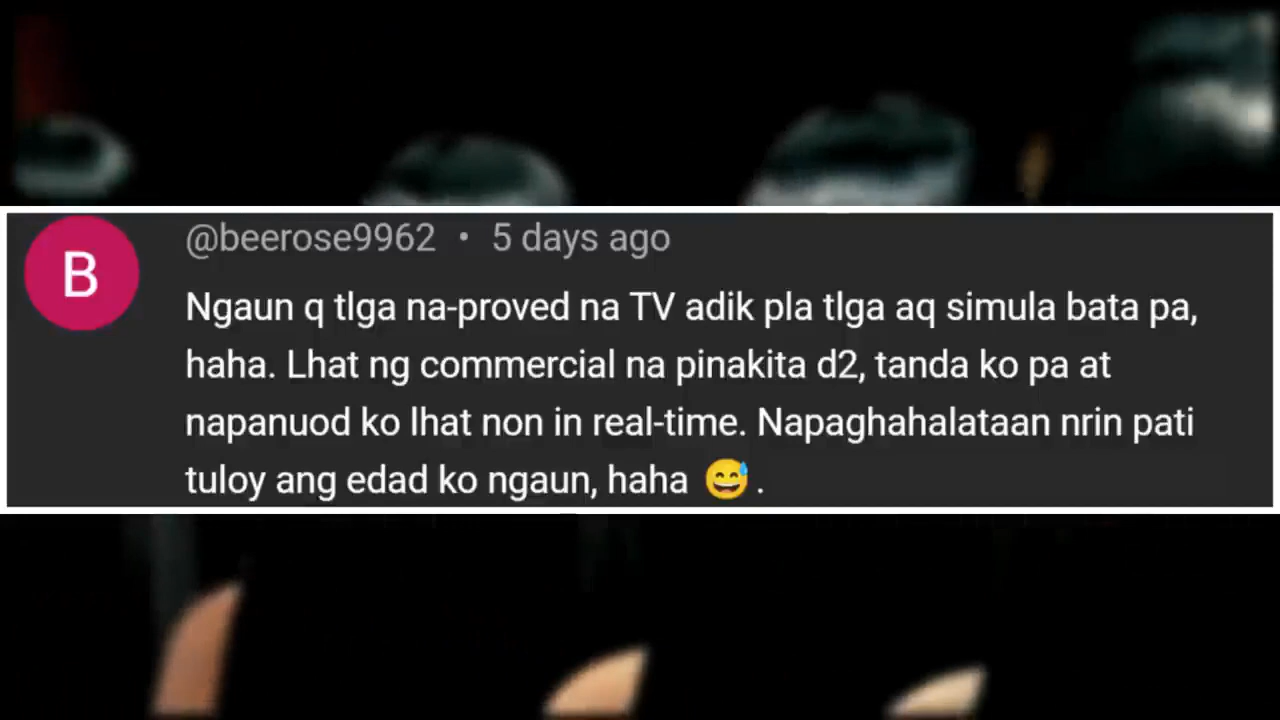 B
@beerose9962 • 5 days ago
Ngaun q tlga na-proved na TV adik pla tlga aq simula bata pa,
haha. Lhat ng commercial na pinakita d2, tanda ko pa at
napanuod ko lhat non in real-time. Napaghahalataan nrin pati
tuloy ang edad ko ngaun, haha 😅 .